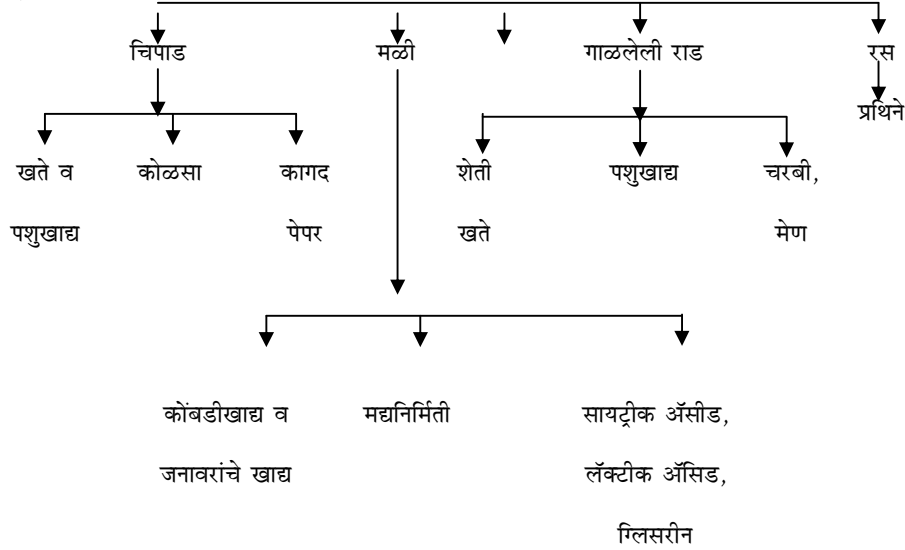 चिपाड मळी गाळलेली राड रस
प्रथिने
खते व कोळसा कागद शेती पशुखाद्य चरबी,
पशुखाद्य पेपर खते मेण
कोंबडीखाद्य व मद्यनिर्मिती सायट्रीक ॲसीड,
जनावरांचे खाद्य लॅक्टीक ॲसिड,
ग्लिसरीन